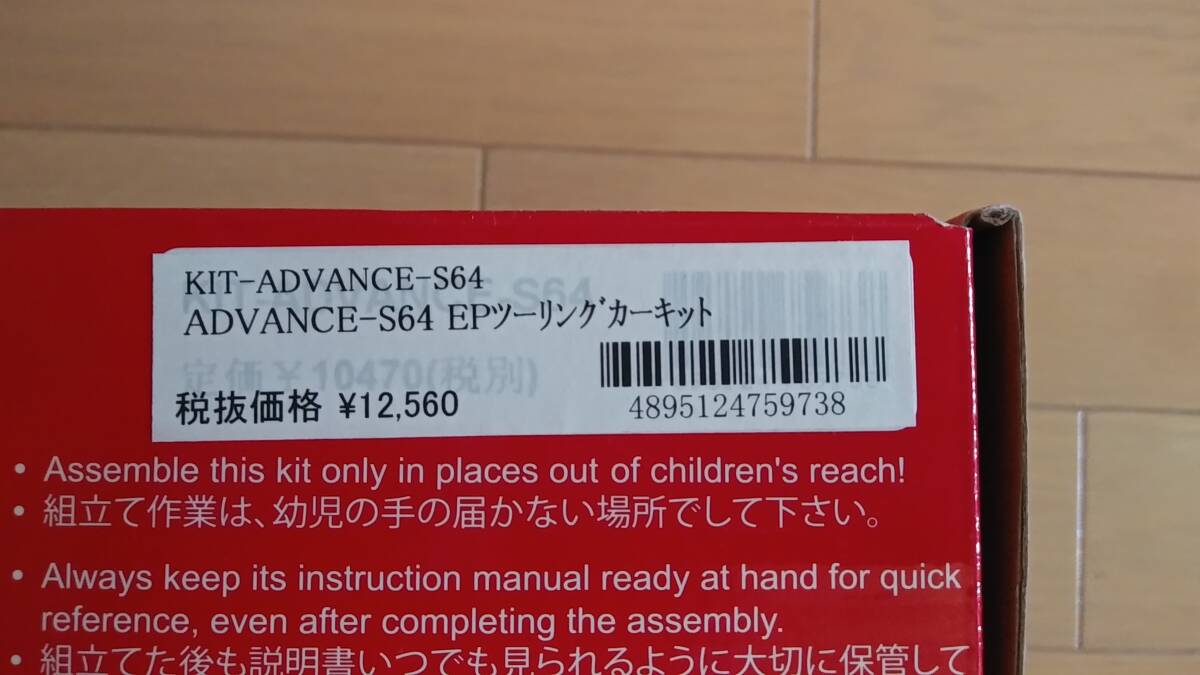 KIT-ADVANCE-S64
ADVANCE-S64 EPツーリングカーキット
定価¥10470(税別)
税抜価格 ¥12,560
4895124759738
• Assemble this kit only in places out of children's reach!
• 組立て作業は、幼児の手の届かない場所でして下さい。
• Always keep its instruction manual ready at hand for quick
reference, even after completing the assembly.
• 組立てた後も説明書いつでも見られるように大切に保管して